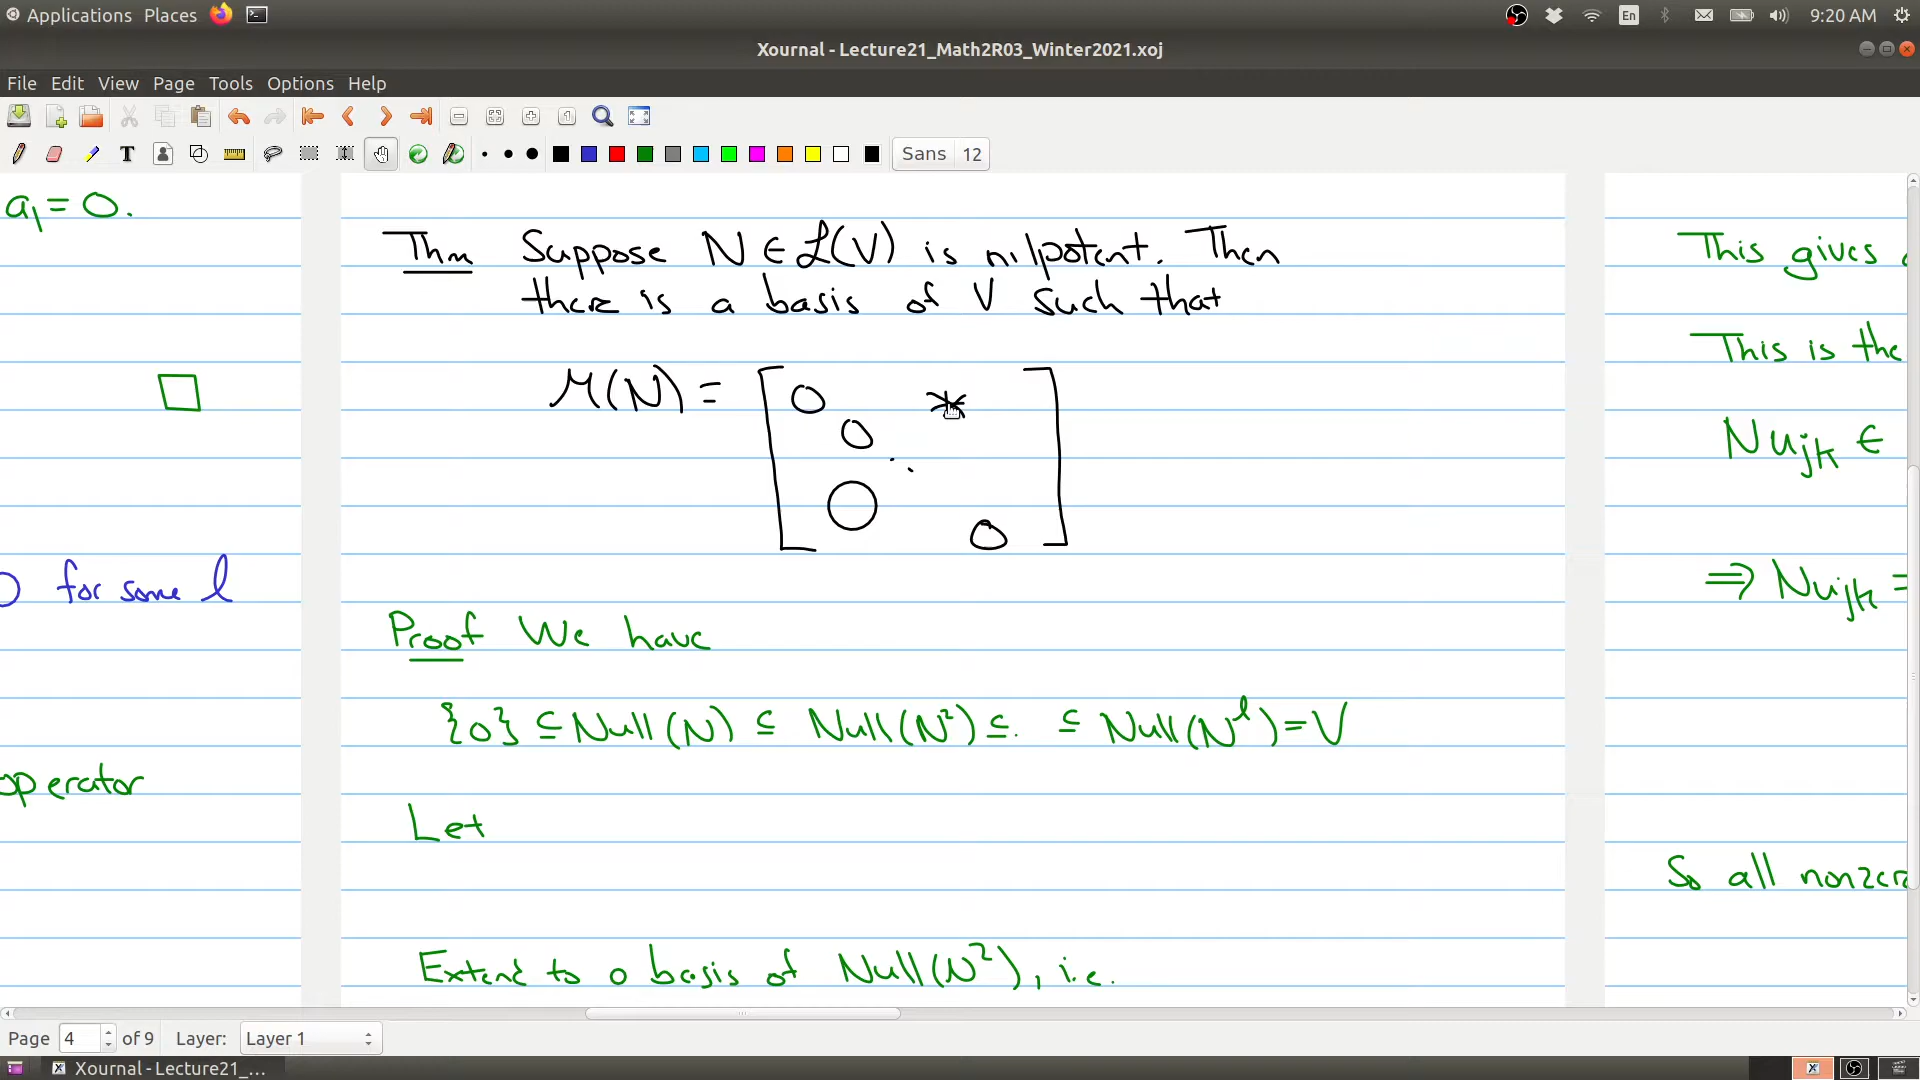 Applications Places En 9:20 AM
Xournal - Lecture21_Math2R03_Winter2021.xoj
File Edit View Page Tools Options Help
T Sans 12
a₁ = 0.
for some l
operator
Thm Suppose N ∈ ℒ(V) is nilpotent. Then
there is a basis of V such that
M(N) = [ 0 *
0
⋱
0
0 ]
Proof We have
{0} ⊆ Null(N) ⊆ Null(N²) ⊆ . ⊆ Null(N^l) = V
Let
Extend to a basis of Null(N²), i.e.
This gives
This is the
Nu_jk ∈
⇒ Nu_jk =
So all nonzer
Page 4 of 9 Layer: Layer 1
Xournal - Lecture21_...